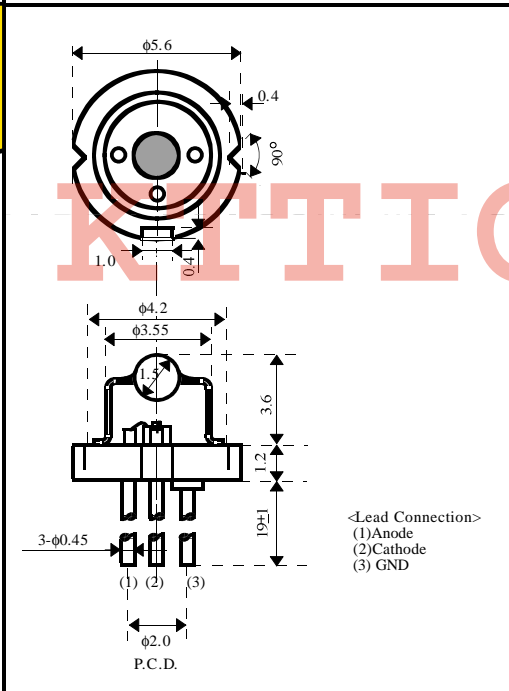 ϕ5.6
0.4
90°
KTTIC
1.0
0.4
ϕ4.2
ϕ3.55
1.5
3.6
1.2
19±1
<Lead Connection>
(1)Anode
(2)Cathode
(3) GND
3-ϕ0.45
(1) (2) (3)
ϕ2.0
P.C.D.